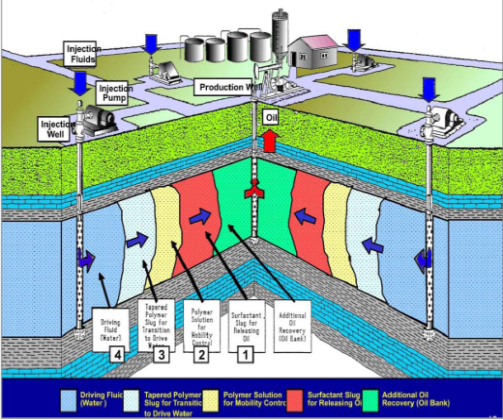 Injection
Fluids
Injection
Pump
Injection
Well
Production Well
Oil
Driving
Fluid
(Water)
4
Tapered
Polymer
Slug for
Transition
to Drive
Water
3
Polymer
Solution
for
Mobility
Control
2
Surfactant
Slug for
Releasing
Oil
1
Additional
Oil
Recovery
(Oil Bank)
Driving Fluid
(Water )
Tapered Polymer
Slug for Transitic
to Drive Water
Polymer Solution
for Mobility Contro
Surfactant Slug
for Releasing Oi
Additional Oil
Recovery (Oil Bank)